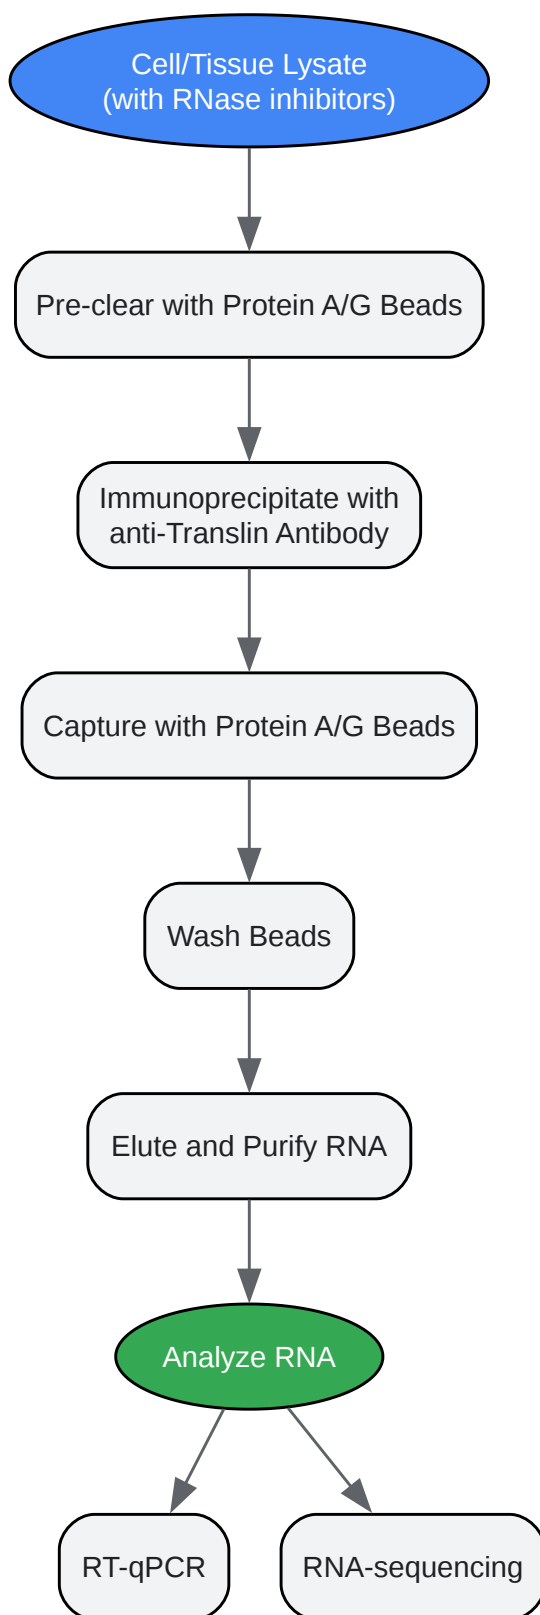 Cell/Tissue Lysate
(with RNase inhibitors)
Pre-clear with Protein A/G Beads
Immunoprecipitate with
anti-Translin Antibody
Capture with Protein A/G Beads
Wash Beads
Elute and Purify RNA
Analyze RNA
RT-qPCR
RNA-sequencing